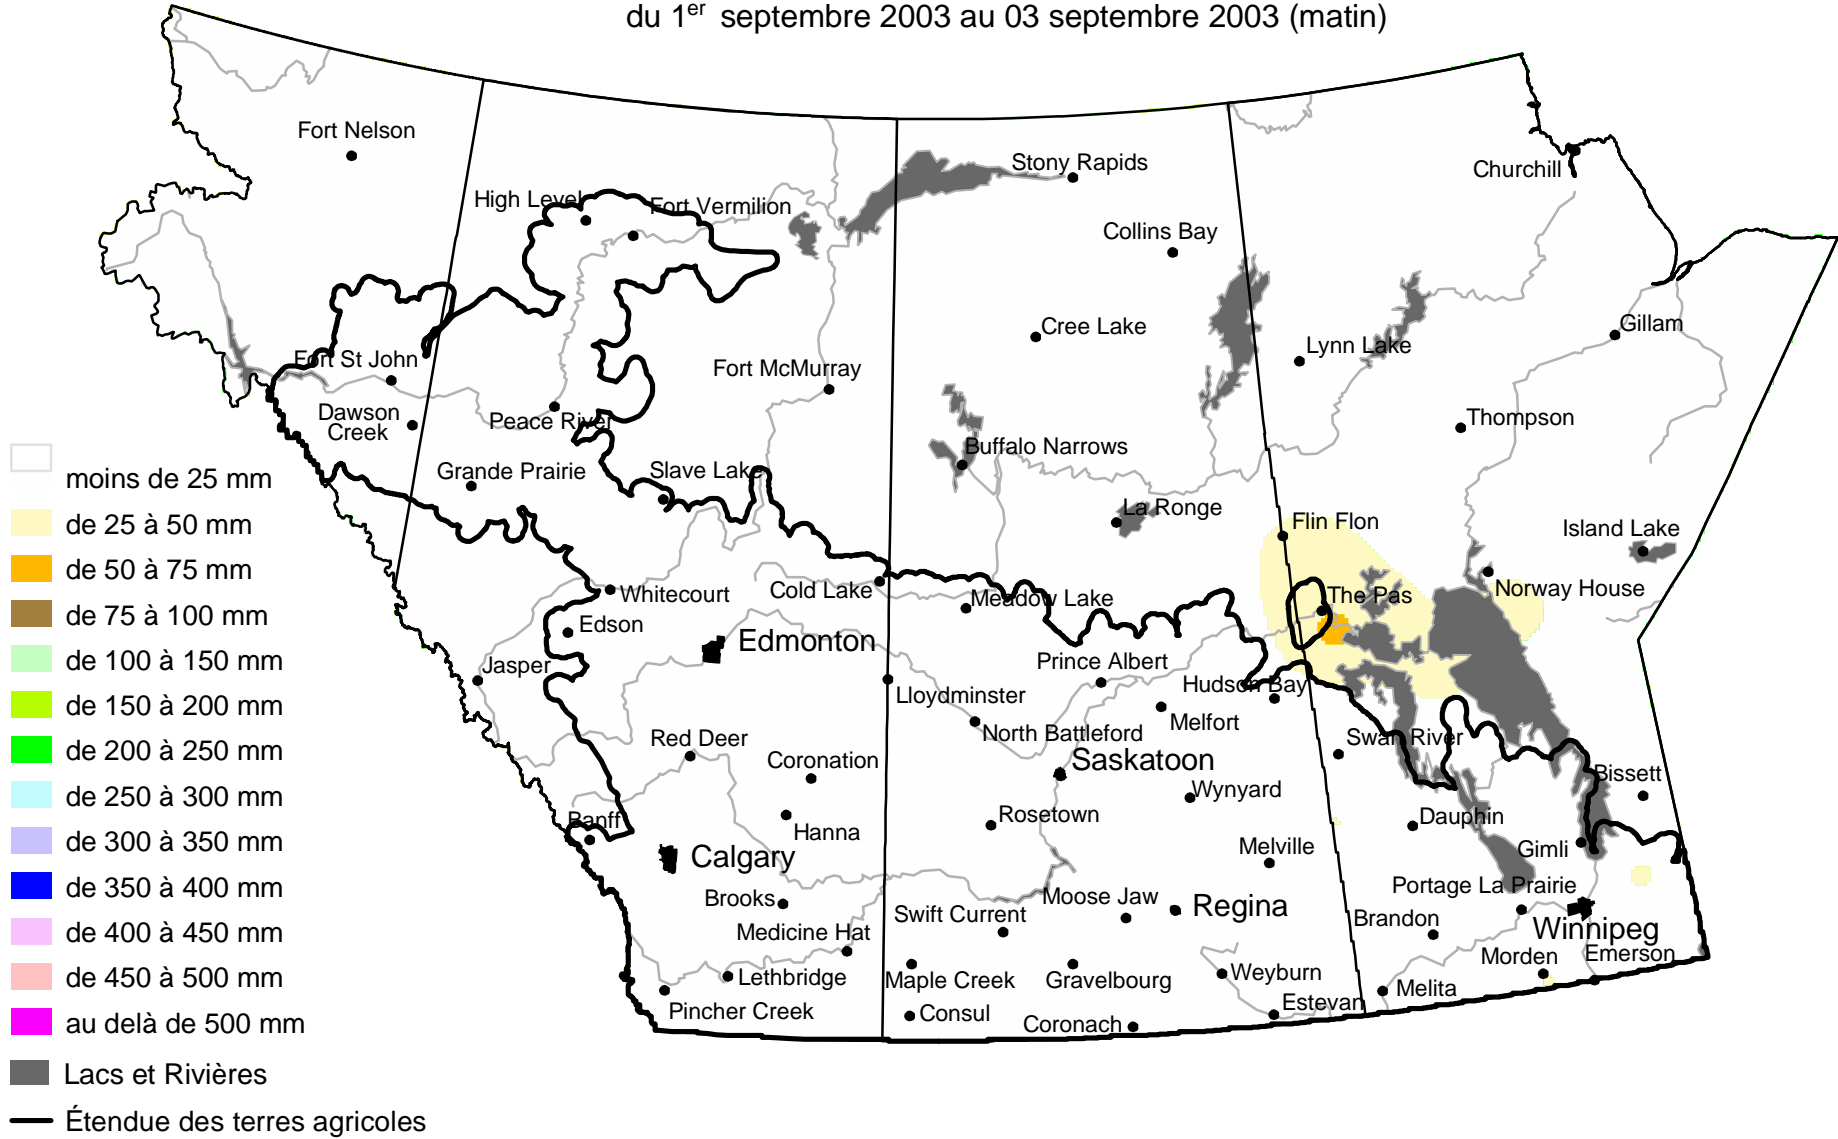 du 1er septembre 2003 au 03 septembre 2003 (matin)
Fort Nelson
Stony Rapids
Churchill
High Level
Fort Vermilion
Collins Bay
Cree Lake
Gillam
Lynn Lake
Fort St John
Fort McMurray
Dawson
Creek
Peace River
Thompson
Buffalo Narrows
Grande Prairie
Slave Lake
La Ronge
Flin Flon
Island Lake
Whitecourt
Cold Lake
Meadow Lake
The Pas
Norway House
Edson
Edmonton
Jasper
Prince Albert
Hudson Bay
Lloydminster
Melfort
North Battleford
Red Deer
Swan River
Coronation
Saskatoon
Bissett
Wynyard
Banff
Hanna
Rosetown
Dauphin
Calgary
Melville
Gimli
Portage La Prairie
Brooks
Moose Jaw
Regina
Swift Current
Brandon
Winnipeg
Medicine Hat
Morden
Emerson
Lethbridge
Maple Creek
Gravelbourg
Weyburn
Melita
Pincher Creek
Consul
Coronach
Estevan
moins de 25 mm
de 25 à 50 mm
de 50 à 75 mm
de 75 à 100 mm
de 100 à 150 mm
de 150 à 200 mm
de 200 à 250 mm
de 250 à 300 mm
de 300 à 350 mm
de 350 à 400 mm
de 400 à 450 mm
de 450 à 500 mm
au delà de 500 mm
Lacs et Rivières
Étendue des terres agricoles